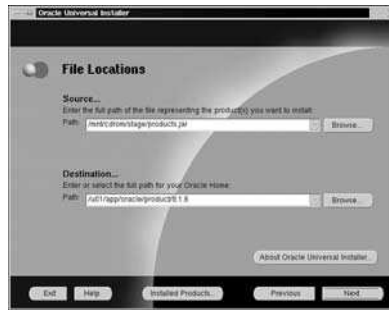 Oracle Universal Installer
File Locations
Source...
Enter the full path of the file representing the product(s) you want to install:
Path: /mnt/cdrom/stage/products.jar Browse...
Destination...
Enter or select the full path for your Oracle Home:
Path: /u01/app/oracle/product/8.1.6 Browse...
About Oracle Universal Installer...
Exit Help Installed Products... Previous Next